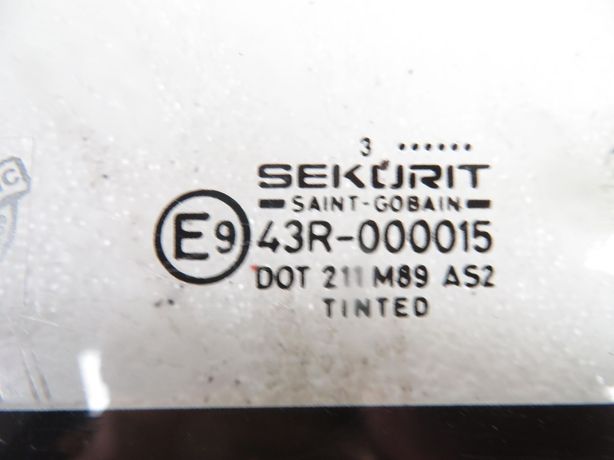 3 ......
SEKURIT
SAINT-GOBAIN
E9 43R-000015
DOT 211 M89 AS2
TINTED